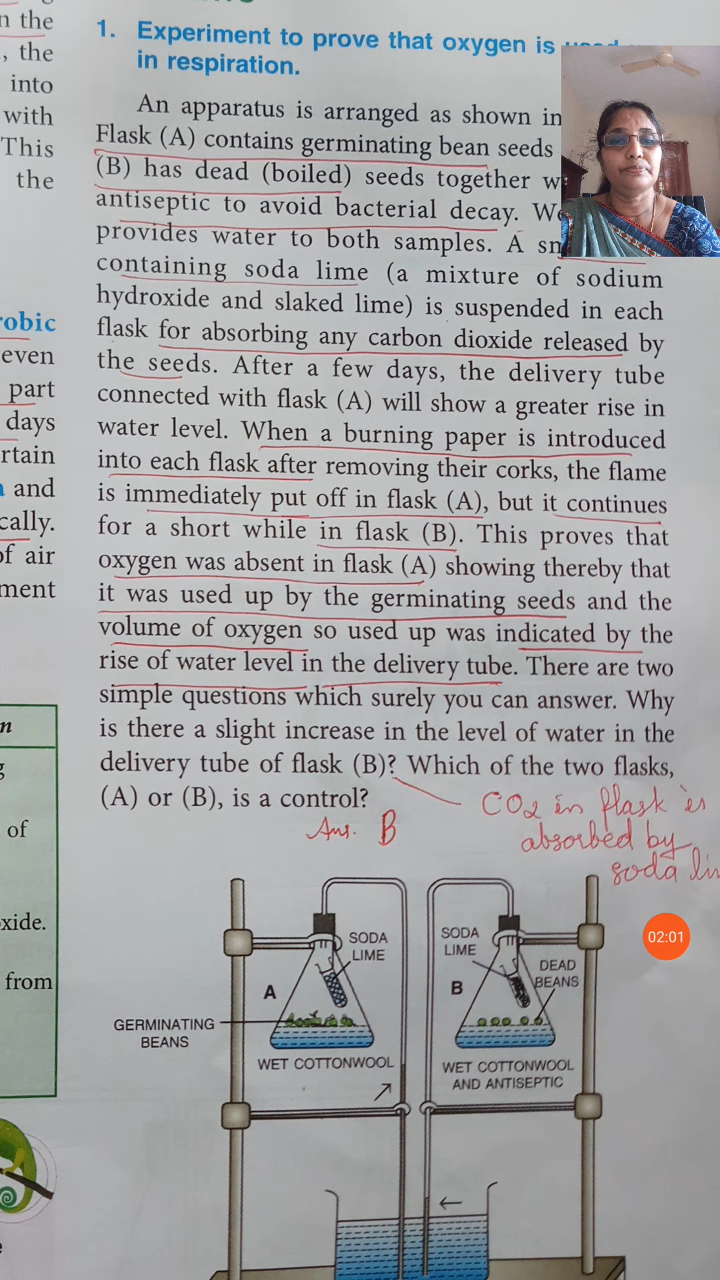 n the
, the
into
with
This
the
robic
even
part
days
rtain
and
cally.
of air
ment
n
g
of
xide.
from
1. Experiment to prove that oxygen is
in respiration.
An apparatus is arranged as shown in
Flask (A) contains germinating bean seeds
(B) has dead (boiled) seeds together
antiseptic to avoid bacterial decay.
provides water to both samples. A
containing soda lime (a mixture of sodium
hydroxide and slaked lime) is suspended in each
flask for absorbing any carbon dioxide released by
the seeds. After a few days, the delivery tube
connected with flask (A) will show a greater rise in
water level. When a burning paper is introduced
into each flask after removing their corks, the flame
is immediately put off in flask (A), but it continues
for a short while in flask (B). This proves that
oxygen was absent in flask (A) showing thereby that
it was used up by the germinating seeds and the
volume of oxygen so used up was indicated by the
rise of water level in the delivery tube. There are two
simple questions which surely you can answer. Why
is there a slight increase in the level of water in the
delivery tube of flask (B)? Which of the two flasks,
(A) or (B), is a control?
Ans. B
CO2 in flask is
absorbed by
soda
SODA
LIME
A
GERMINATING
BEANS
WET COTTONWOOL
SODA
LIME
B
DEAD
BEANS
WET COTTONWOOL
AND ANTISEPTIC
02:01